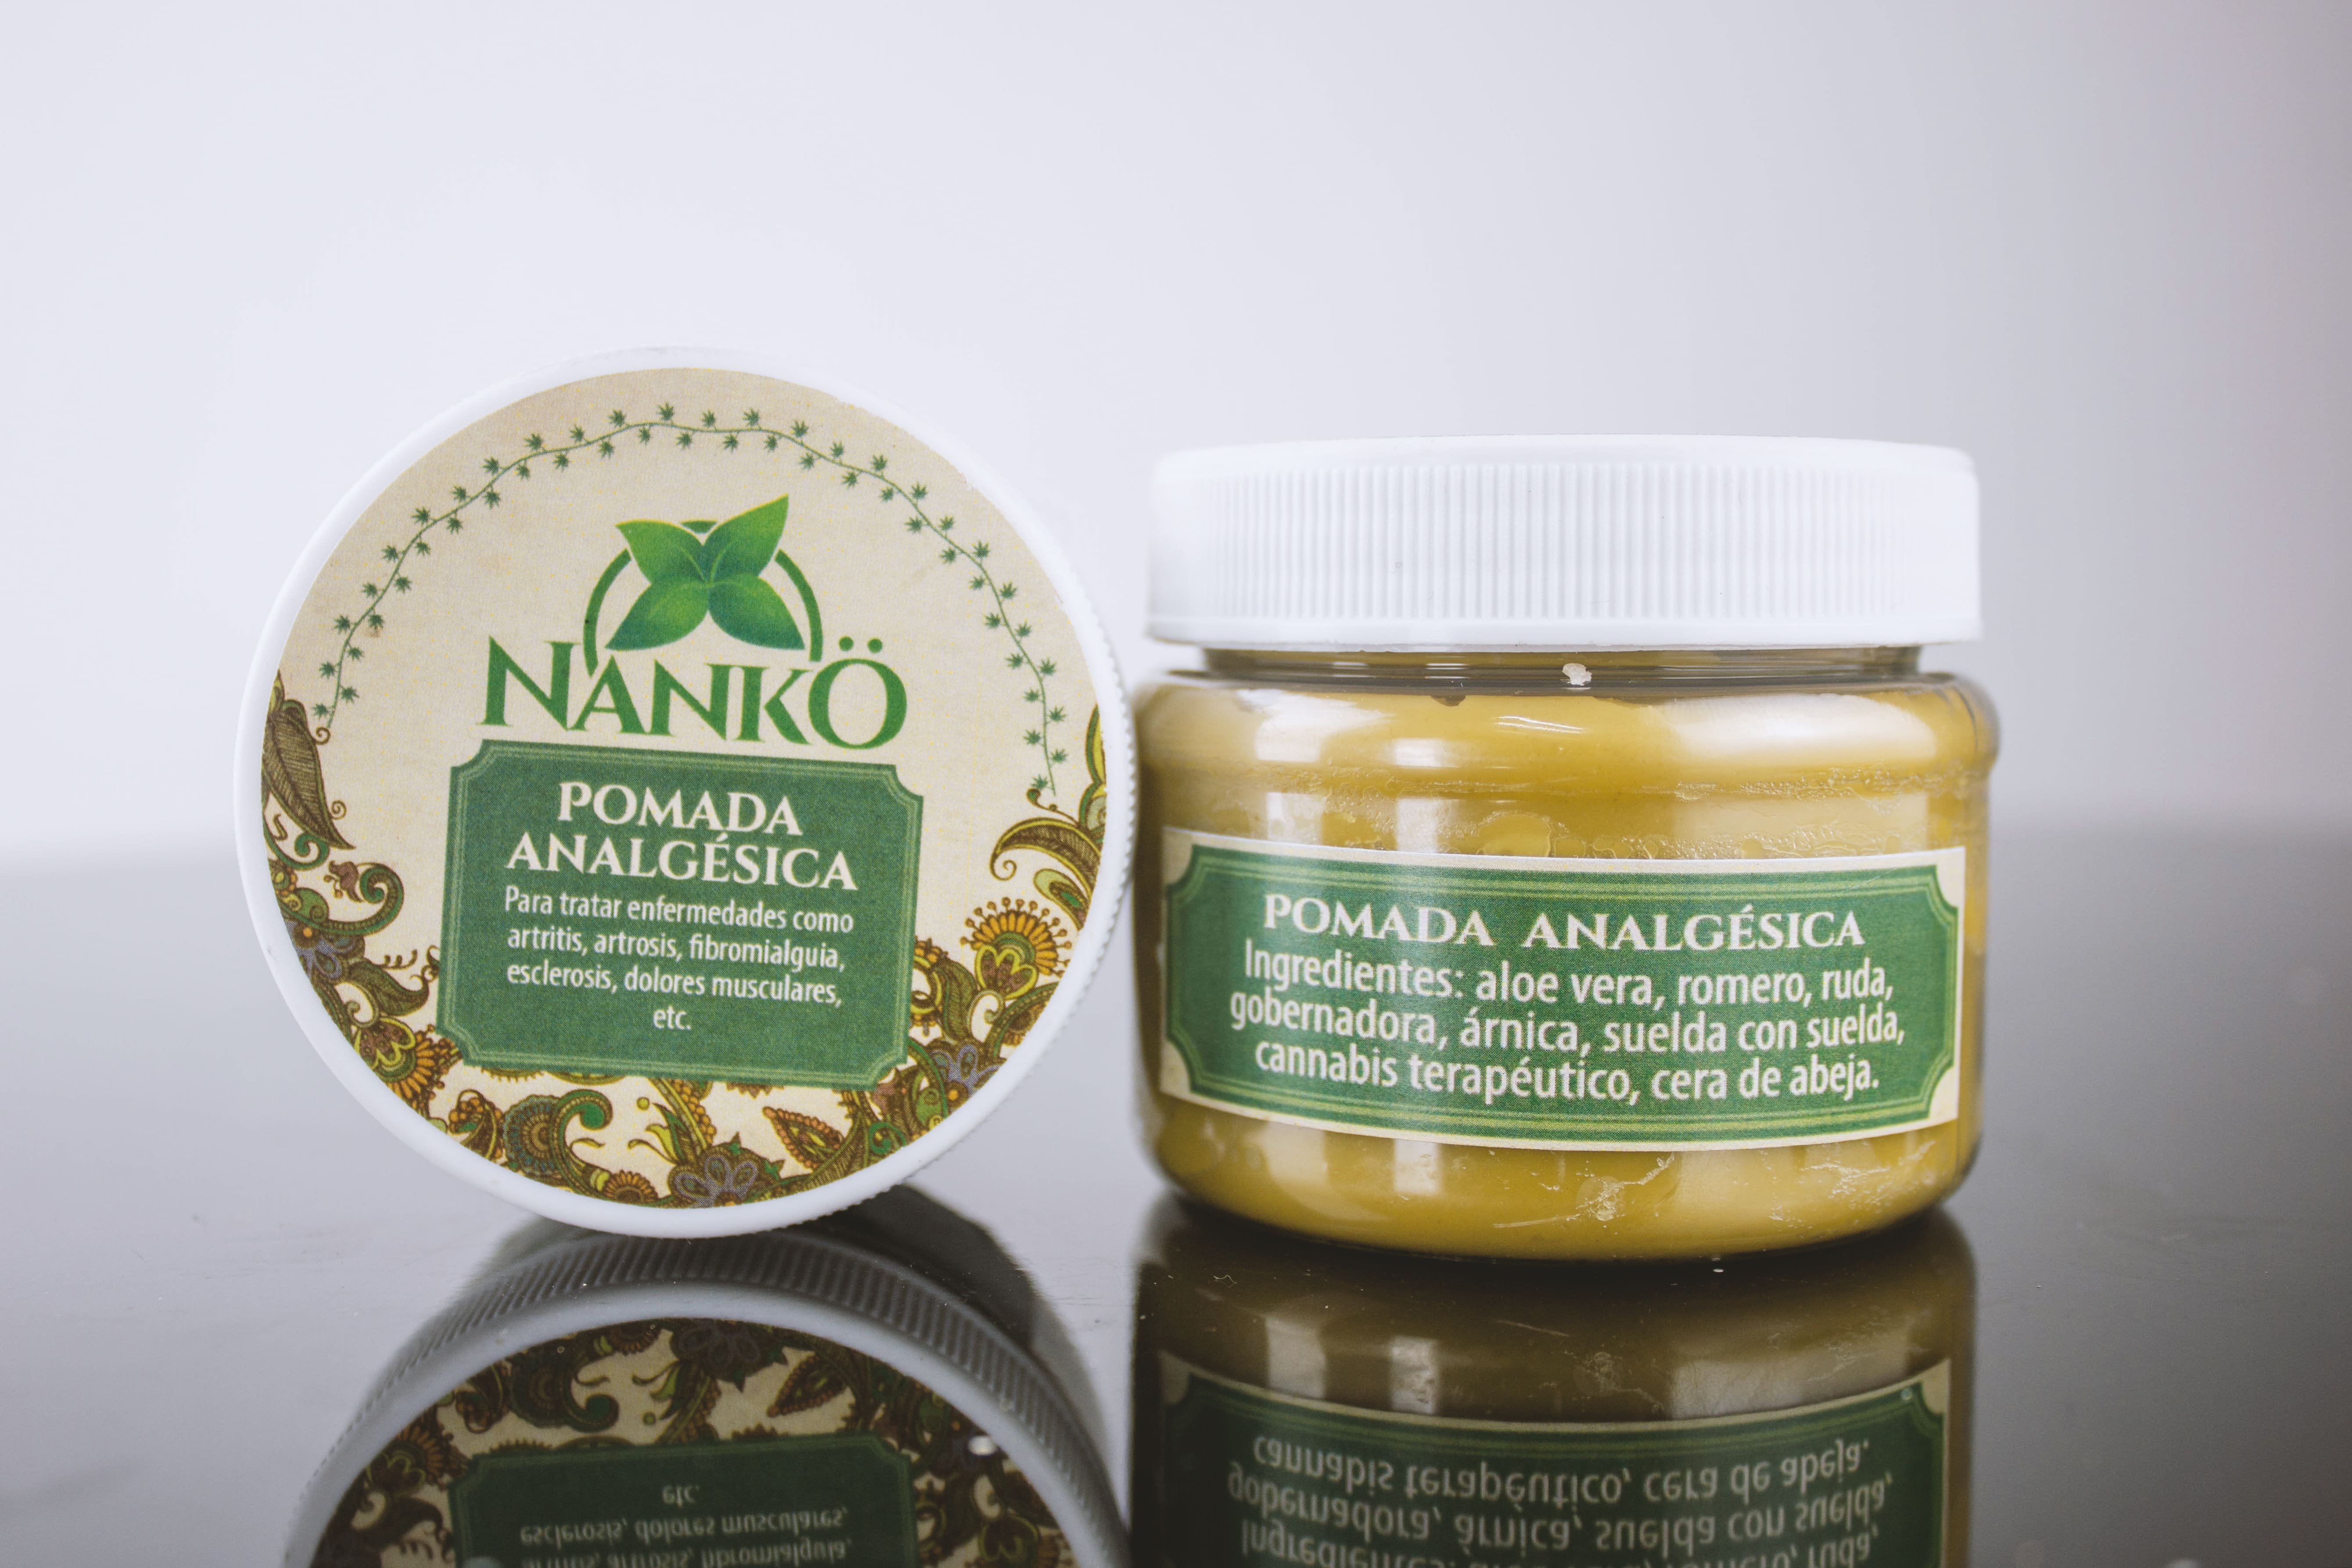 NANKÖ
POMADA
ANALGÉSICA
Para tratar enfermedades como
artritis, artrosis, fibromialguia,
esclerosis, dolores musculares,
etc.
POMADA ANALGÉSICA
Ingredientes: aloe vera, romero, ruda,
gobernadora, árnica, suelda con suelda,
cannabis terapéutico, cera de abeja.